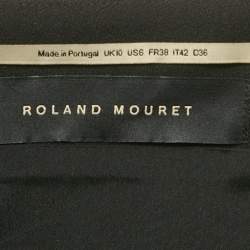 Made in Portugal UK10 US6 FR38 IT42 D36
ROLAND MOURET